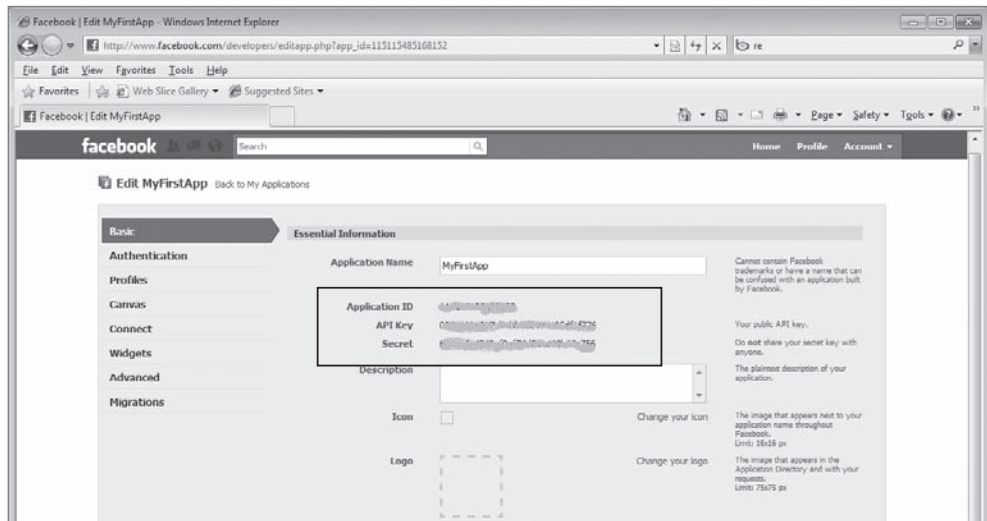 Facebook | Edit MyFirstApp - Windows Internet Explorer
http://www.facebook.com/developers/editapp.php?app_id=115115485168152
re
File Edit View Favorites Tools Help
Favorites Web Slice Gallery Suggested Sites
Facebook | Edit MyFirstApp
Page Safety Tools
facebook Search Home Profile Account
Edit MyFirstApp Back to My Applications
Basic
Authentication
Profiles
Canvas
Connect
Widgets
Advanced
Migrations
Essential Information
Application Name MyFirstApp
Cannot contain Facebook
trademarks or have a name that can
be confused with an application built
by Facebook.
Application ID
API Key
Your public API key.
Secret
Do not share your secret key with
anyone.
Description
The plaintext description of your
application.
Icon Change your icon
The image that appears next to your
application name throughout
Facebook.
Limit: 16x16 px
Logo Change your logo
The image that appears in the
Application Directory and with your
requests.
Limit: 75x75 px